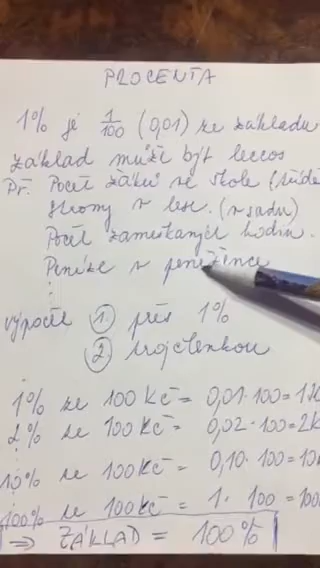 PROCENTA
1% je 1/100 (0,01) ze základu
základ může být leccos
Př. Počet žáků ve škole (třídě
stromy v lese (v sadu)
Počet zameškaných hodin
Peníze v peněžence
⋮
výpočet ① přes 1%
② trojčlenkou
⋮
1% ze 100 Kč = 0,01·100 = 1
2% ze 100 Kč = 0,02·100 = 2k
⋮
10% ze 100 Kč = 0,10·100 = 10
⋮
100% ze 100 Kč = 1·100 = 100
⇒ ZÁKLAD = 100%